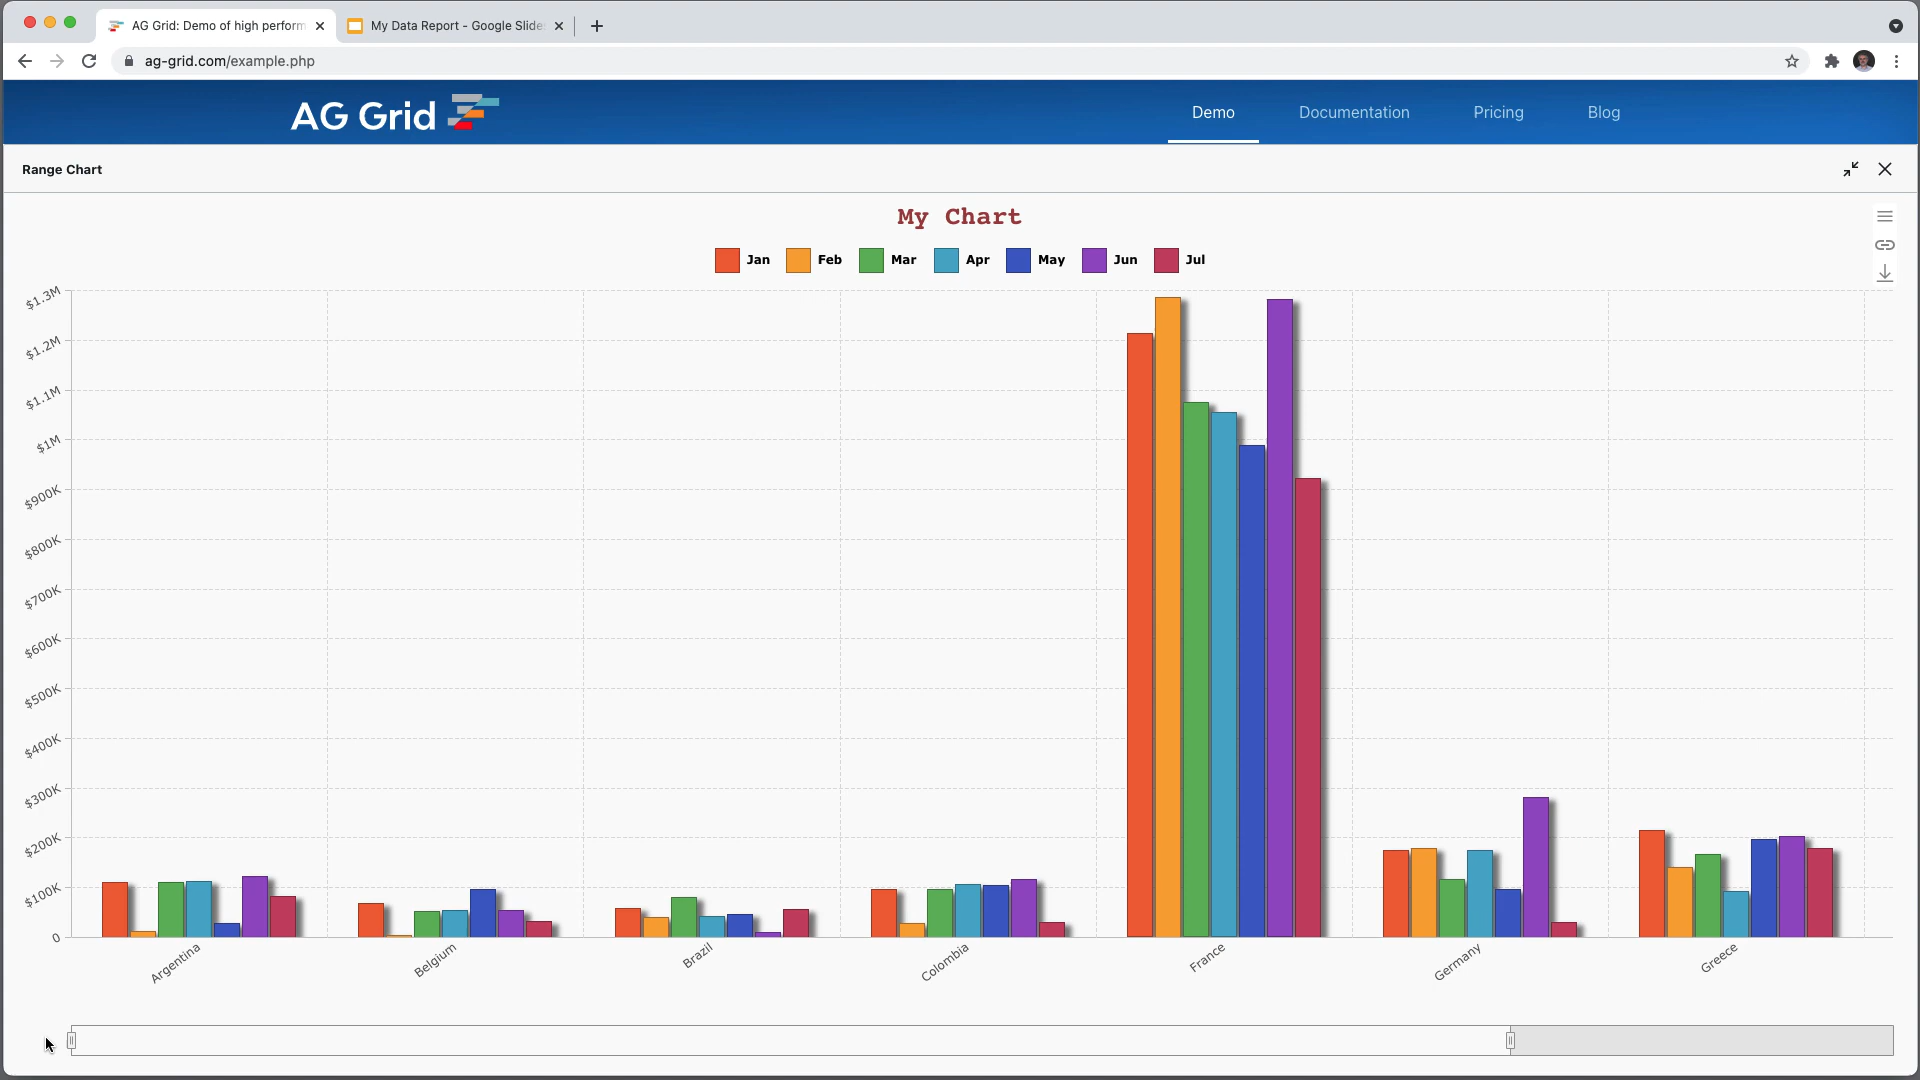 AG Grid: Demo of high perform
My Data Report - Google Slide
ag-grid.com/example.php
AG Grid
Demo
Documentation
Pricing
Blog
Range Chart
My Chart
Jan
Feb
Mar
Apr
May
Jun
Jul
$1.3M
$1.2M
$1.1M
$1M
$900K
$800K
$700K
$600K
$500K
$400K
$300K
$200K
$100K
0
Argentina
Belgium
Brazil
Colombia
France
Germany
Greece